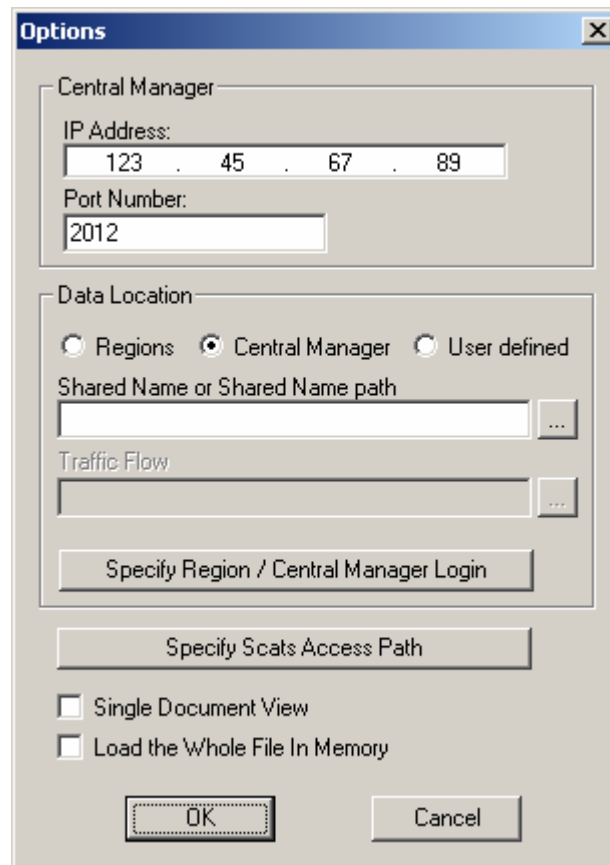 Options
Central Manager
IP Address:
123 . 45 . 67 . 89
Port Number:
2012
Data Location
Regions Central Manager User defined
Shared Name or Shared Name path
...
Traffic Flow
...
Specify Region / Central Manager Login
Specify Scats Access Path
Single Document View
Load the Whole File In Memory
OK Cancel